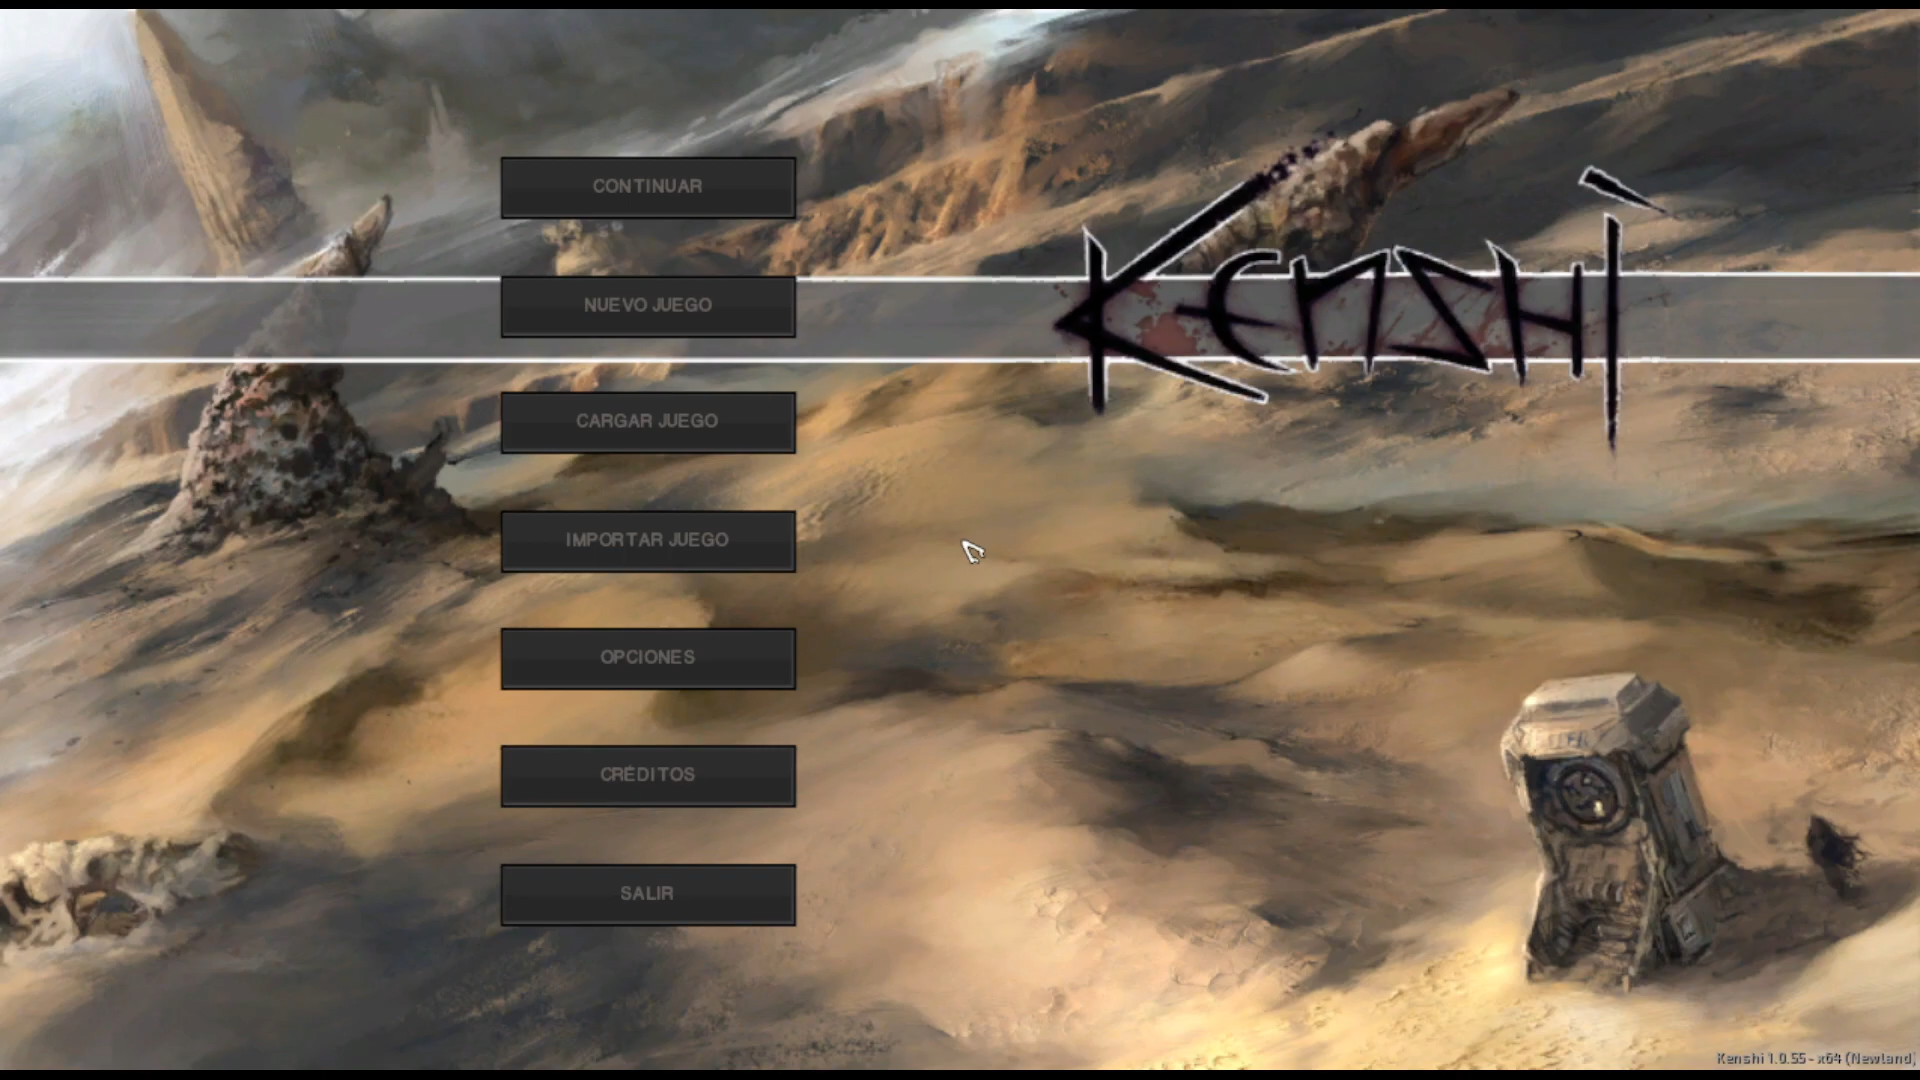 CONTINUAR
NUEVO JUEGO
CARGAR JUEGO
IMPORTAR JUEGO
OPCIONES
CRÉDITOS
SALIR
KENSHI
Kenshi 1.0.55 - x64 (Newland)